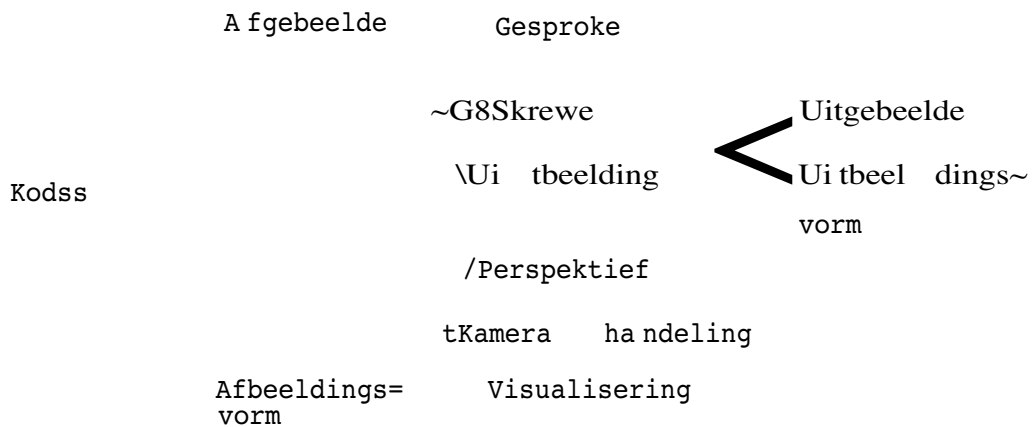 A fgebeelde Gesproke
~G8Skrewe Uitgebeelde
\Ui tbeelding Ui tbeel dings~
Kodss
vorm
/Perspektief
tKamera ha ndeling
Afbeeldings= Visualisering
vorm